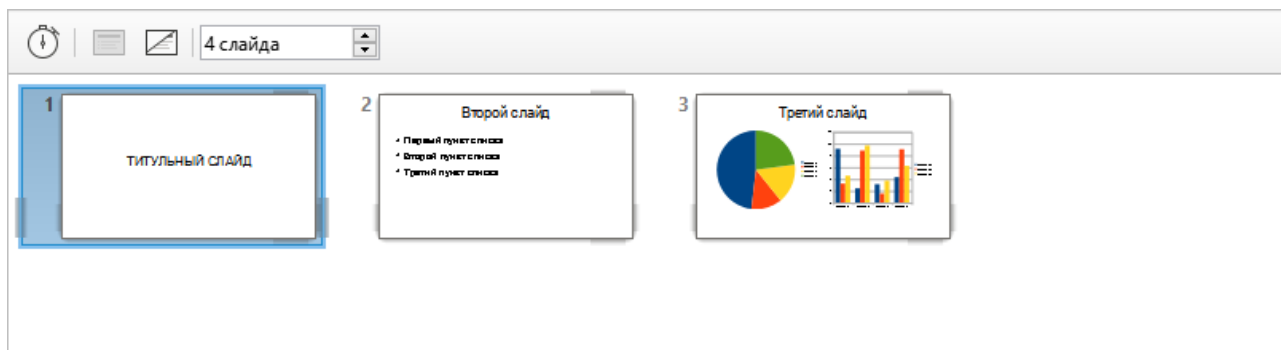 4 слайда
1
ТИТУЛЬНЫЙ СЛАЙД
2
Второй слайд
Первый пункт списка
Второй пункт списка
Третий пункт списка
3
Третий слайд